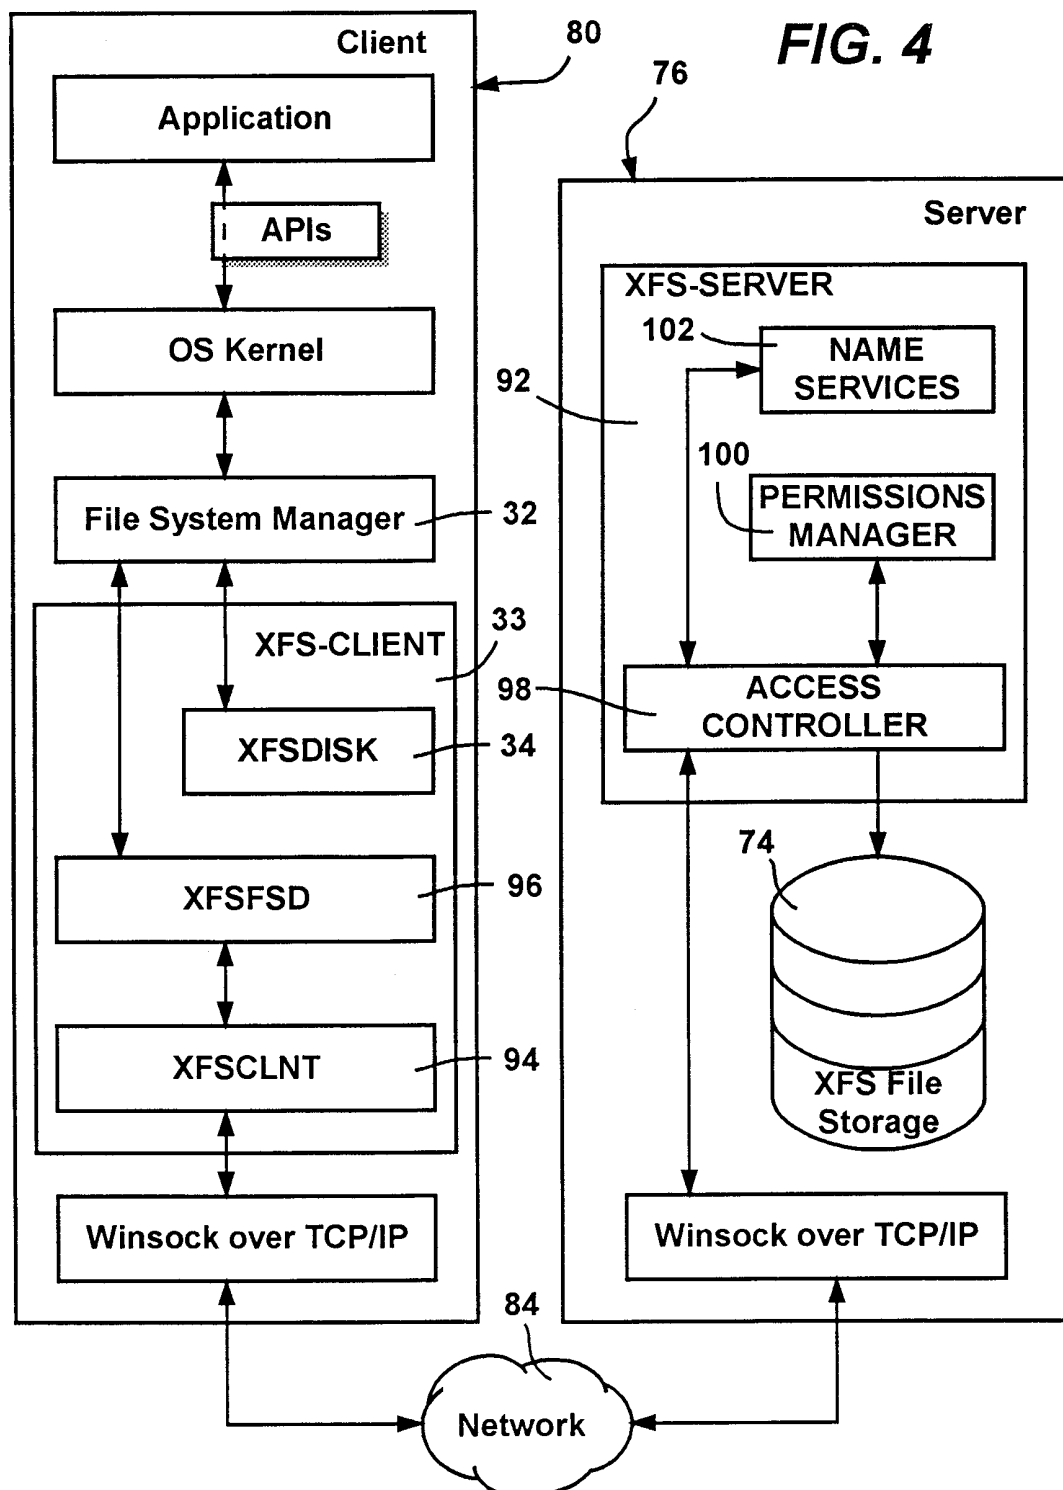 FIG. 4
Client
80
Application
APIs
OS Kernel
File System Manager
32
XFS-CLIENT
33
XFSDISK
34
XFSFSD
96
XFSCLNT
94
Winsock over TCP/IP
76
Server
XFS-SERVER
92
102
NAME
SERVICES
100
PERMISSIONS
MANAGER
98
ACCESS
CONTROLLER
74
XFS File
Storage
Winsock over TCP/IP
84
Network